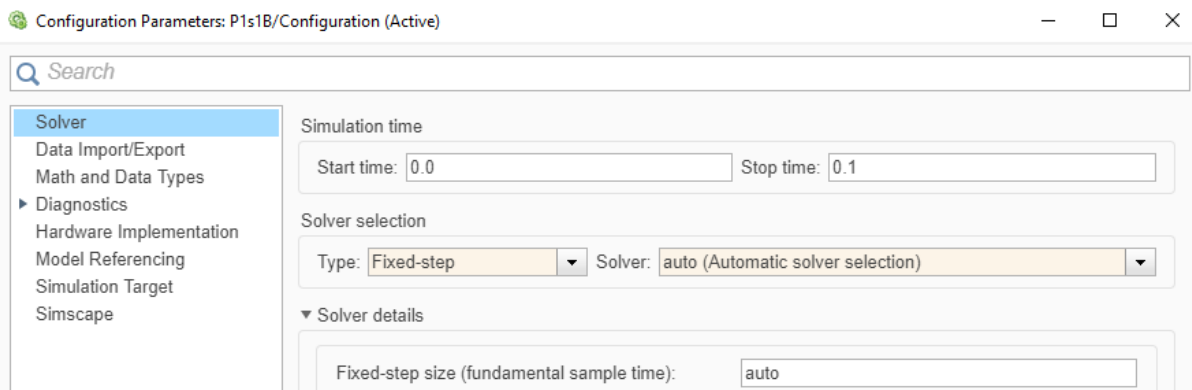 Configuration Parameters: P1s1B/Configuration (Active)
Search
Solver
Data Import/Export
Math and Data Types
Diagnostics
Hardware Implementation
Model Referencing
Simulation Target
Simscape
Simulation time
Start time: 0.0 Stop time: 0.1
Solver selection
Type: Fixed-step Solver: auto (Automatic solver selection)
Solver details
Fixed-step size (fundamental sample time): auto